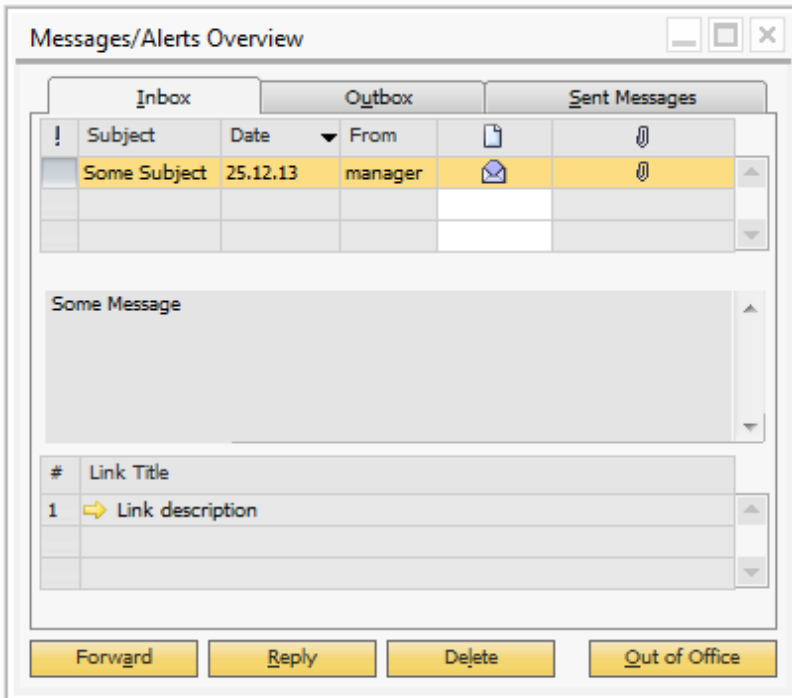 Messages/Alerts Overview
Inbox Outbox Sent Messages
! Subject Date From
Some Subject 25.12.13 manager
Some Message
# Link Title
1 Link description
Forward Reply Delete Out of Office